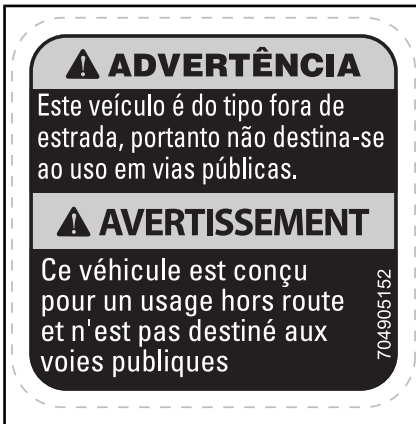 ADVERTÊNCIA
Este veículo é do tipo fora de
estrada, portanto não destina-se
ao uso em vias públicas.
AVERTISSEMENT
Ce véhicule est conçu
pour un usage hors route
et n'est pas destiné aux
voies publiques
704905152